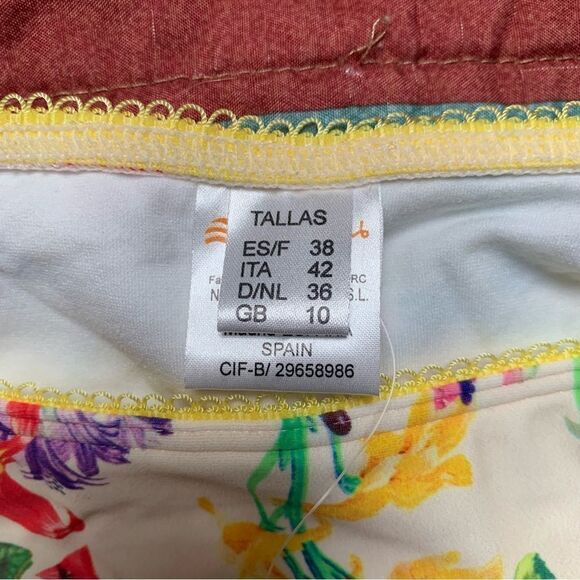 TALLAS
ES/F 38
ITA 42
D/NL 36
GB 10
S.L.
SPAIN
CIF-B/ 29658986